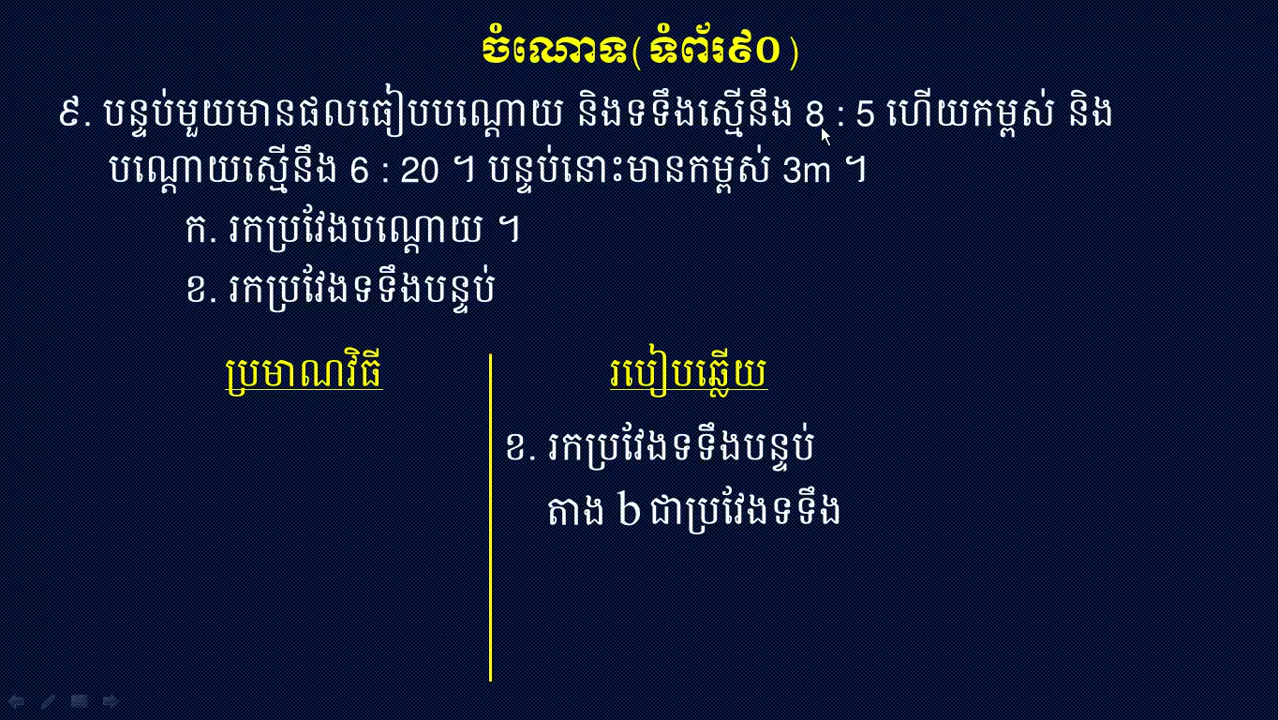 ចំណោទ(ទំព័រ៩០)
៩. បន្ទប់មួយមានផលធៀបបណ្ដោយ និងទទឹងស្មើនឹង 8 : 5 ហើយកម្ពស់ និង
បណ្ដោយស្មើនឹង 6 : 20 ។ បន្ទប់នោះមានកម្ពស់ 3m ។
ក. រកប្រវែងបណ្ដោយ ។
ខ. រកប្រវែងទទឹងបន្ទប់
ប្រមាណវិធី
របៀបឆ្លើយ
ខ. រកប្រវែងទទឹងបន្ទប់
តាង b ជាប្រវែងទទឹង